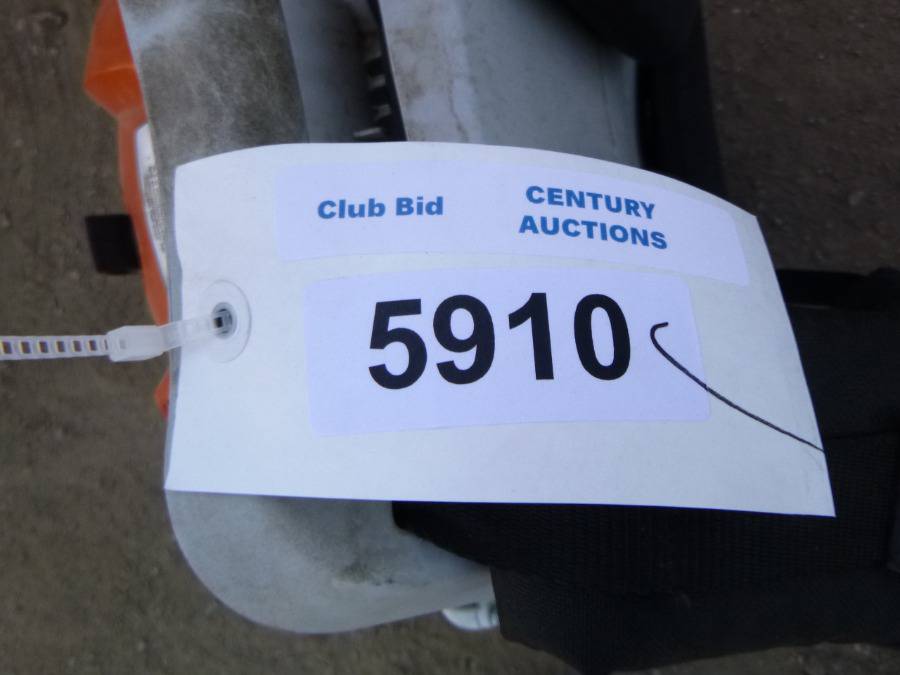 Club Bid
CENTURY
AUCTIONS
5910